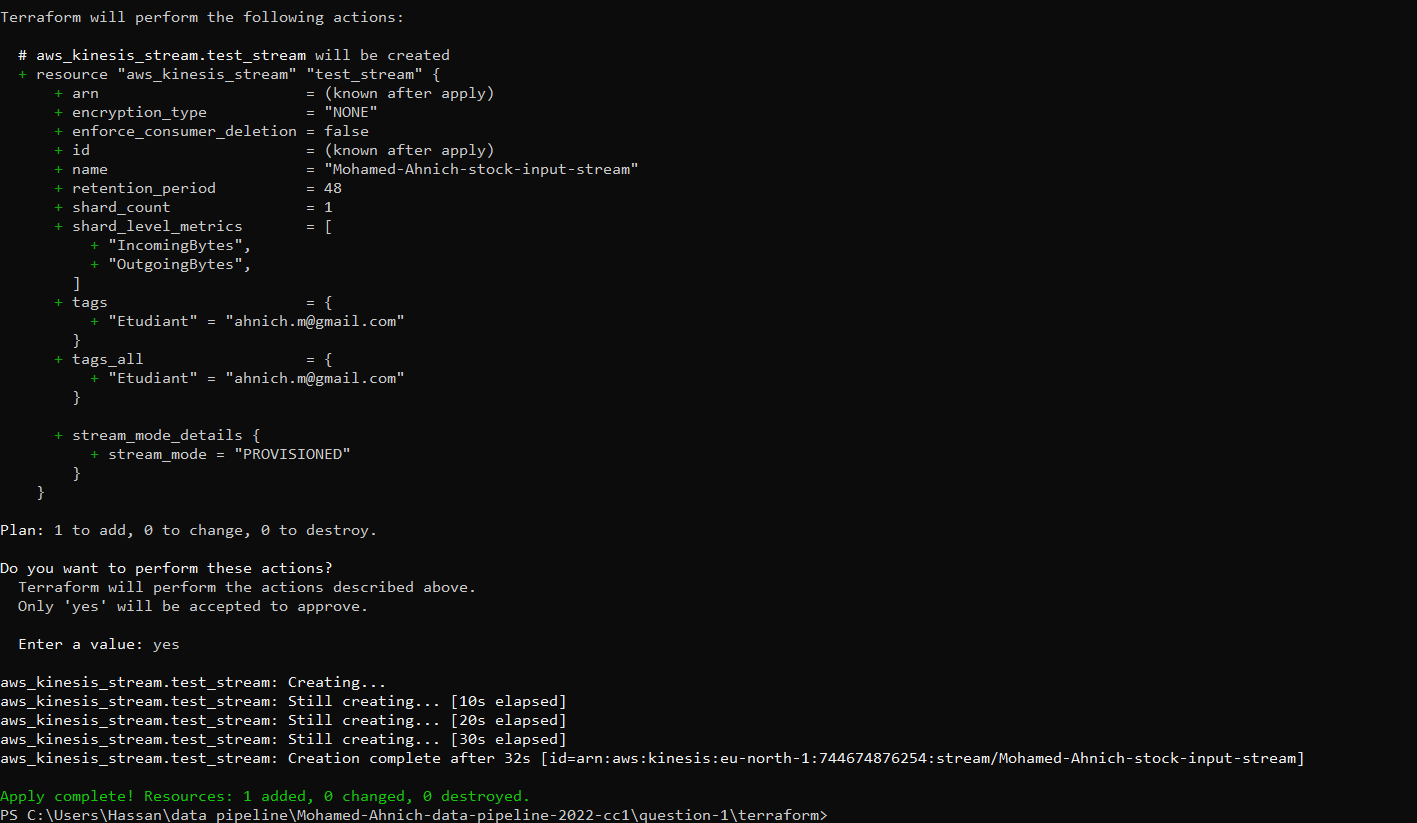 Terraform will perform the following actions:
# aws_kinesis_stream.test_stream will be created
+ resource "aws_kinesis_stream" "test_stream" {
+ arn = (known after apply)
+ encryption_type = "NONE"
+ enforce_consumer_deletion = false
+ id = (known after apply)
+ name = "Mohamed-Ahnich-stock-input-stream"
+ retention_period = 48
+ shard_count = 1
+ shard_level_metrics = [
+ "IncomingBytes",
+ "OutgoingBytes",
]
+ tags = {
+ "Etudiant" = "ahnich.m@gmail.com"
}
+ tags_all = {
+ "Etudiant" = "ahnich.m@gmail.com"
}
+ stream_mode_details {
+ stream_mode = "PROVISIONED"
}
}
Plan: 1 to add, 0 to change, 0 to destroy.
Do you want to perform these actions?
Terraform will perform the actions described above.
Only 'yes' will be accepted to approve.
Enter a value: yes
aws_kinesis_stream.test_stream: Creating...
aws_kinesis_stream.test_stream: Still creating... [10s elapsed]
aws_kinesis_stream.test_stream: Still creating... [20s elapsed]
aws_kinesis_stream.test_stream: Still creating... [30s elapsed]
aws_kinesis_stream.test_stream: Creation complete after 32s [id=arn:aws:kinesis:eu-north-1:744674876254:stream/Mohamed-Ahnich-stock-input-stream]
Apply complete! Resources: 1 added, 0 changed, 0 destroyed.
PS C:\Users\Hassan\data pipeline\Mohamed-Ahnich-data-pipeline-2022-cc1\question-1\terraform>